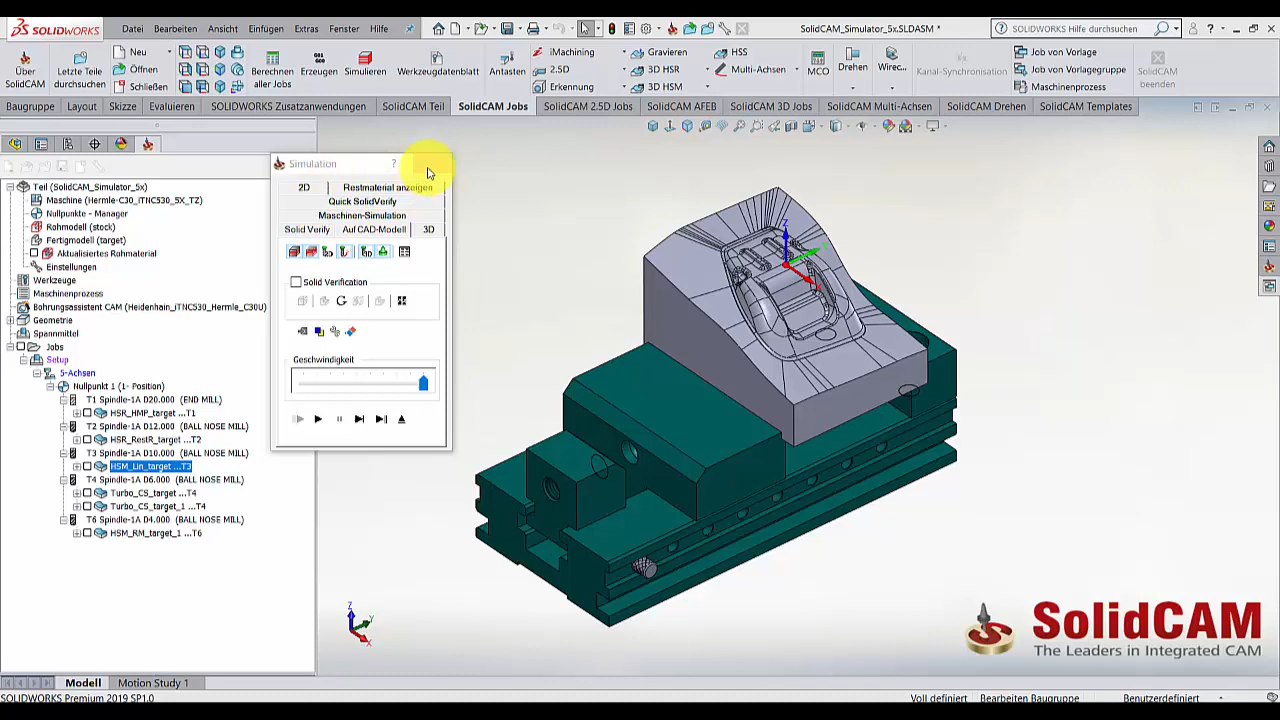 SOLIDWORKS Datei Bearbeiten Ansicht Einfügen Extras Fenster Hilfe SolidCAM_Simulator_5x.SLDASM * SOLIDWORKS Hilfe durchsuchen
Über SolidCAM
Letzte Teile durchsuchen
Neu
Öffnen
Schließen
Berechnen aller Jobs
Erzeugen
Simulieren
Werkzeugdatenblatt
Antasten
iMachining
2.5D
Erkennung
Gravieren
3D HSR
3D HSM
HSS
Multi-Achsen
MCO
Drehen
Wirec...
Kanal-Synchronisation
Job von Vorlage
Job von Vorlagegruppe
Maschinenprozess
SolidCAM beenden
Baugruppe Layout Skizze Evaluieren SOLIDWORKS Zusatzanwendungen SolidCAM Teil SolidCAM Jobs SolidCAM 2.5D Jobs SolidCAM AFEB SolidCAM 3D Jobs SolidCAM Multi-Achsen SolidCAM Drehen SolidCAM Templates
Teil (SolidCAM_Simulator_5x)
Maschine (Hermle-C30_iTNC530_5X_TZ)
Nullpunkte - Manager
Rohmodell (stock)
Fertigmodell (target)
Aktualisiertes Rohmaterial
Einstellungen
Werkzeuge
Maschinenprozess
Bohrungsassistent CAM (Heidenhain_iTNC530_Hermle_C30U)
Geometrie
Spannmittel
Jobs
Setup
5-Achsen
Nullpunkt 1 (1- Position)
T1 Spindle-1A D20.000 (END MILL)
HSR_HMP_target ...T1
T2 Spindle-1A D12.000 (BALL NOSE MILL)
HSR_RestR_target ...T2
T3 Spindle-1A D10.000 (BALL NOSE MILL)
HSM_Lin_target ...T3
T4 Spindle-1A D6.000 (BALL NOSE MILL)
Turbo_CS_target ...T4
Turbo_CS_target_1 ...T4
T6 Spindle-1A D4.000 (BALL NOSE MILL)
HSM_RM_target_1 ...T6
Simulation ?
2D Restmaterial anzeigen
Quick SolidVerify
Maschinen-Simulation
Solid Verify Auf CAD-Modell 3D
Solid Verification
Geschwindigkeit
Z
Y
X
Z
Y
X
SolidCAM
The Leaders in Integrated CAM
Modell Motion Study 1
SOLIDWORKS Premium 2019 SP1.0 Voll definiert Bearbeiten Baugruppe Benutzerdefiniert